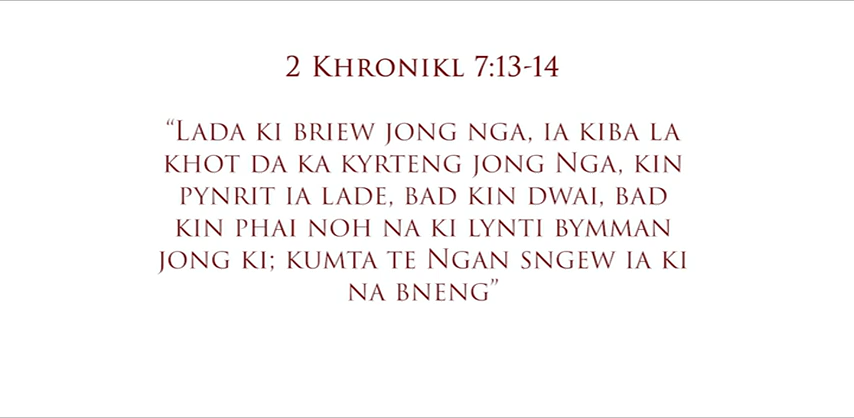 2 Khronikl 7:13-14
“Lada ki briew jong nga, ia kiba la
khot da ka kyrteng jong Nga, kin
pynrit ia lade, bad kin dwai, bad
kin phai noh na ki lynti bymman
jong ki; kumta te Ngan sngew ia ki
na bneng”